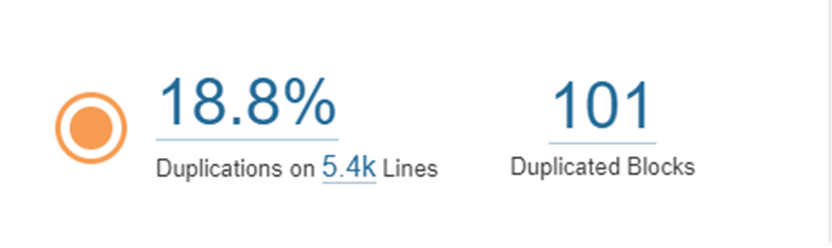 18.8%
Duplications on 5.4k Lines
101
Duplicated Blocks